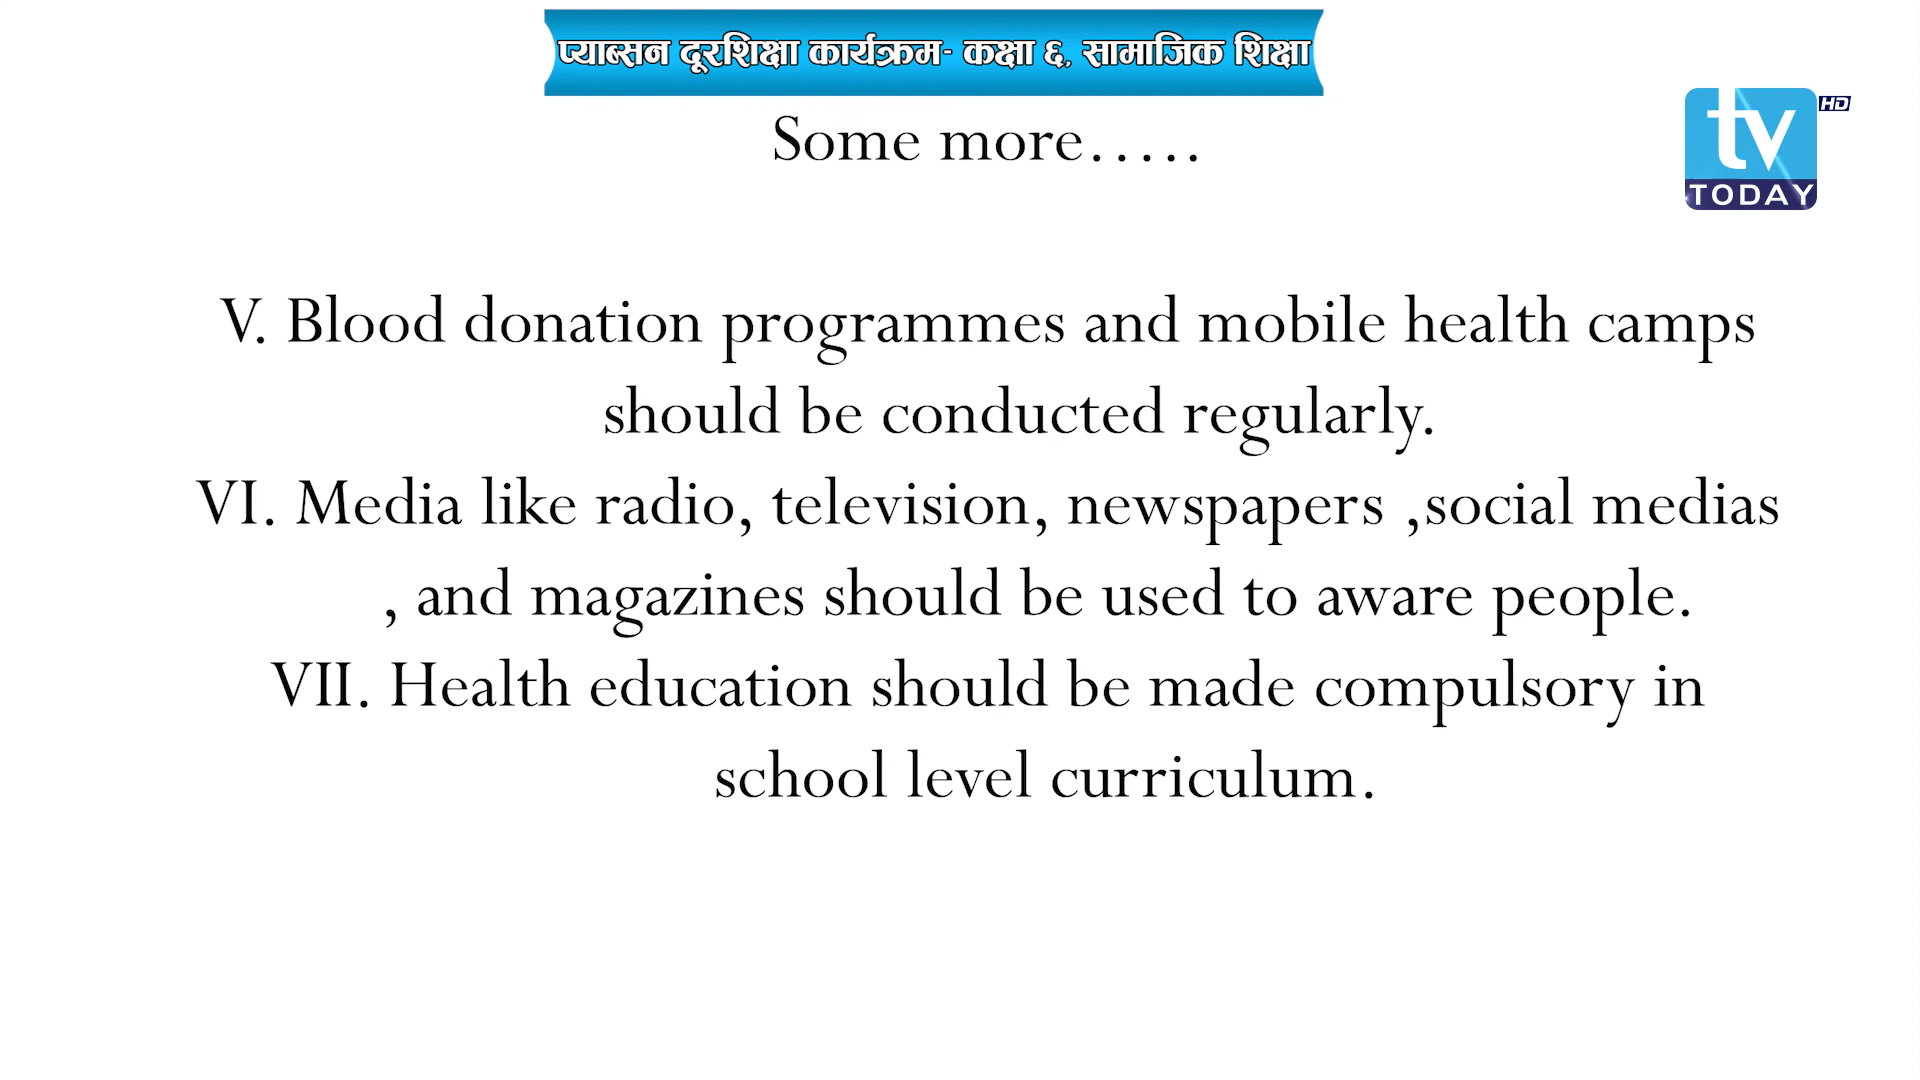 प्याब्सन दूरशिक्षा कार्यक्रम- कक्षा ६, सामाजिक शिक्षा
Some more.....
tv HD
TODAY
V. Blood donation programmes and mobile health camps
should be conducted regularly.
VI. Media like radio, television, newspapers ,social medias
, and magazines should be used to aware people.
VII. Health education should be made compulsory in
school level curriculum.